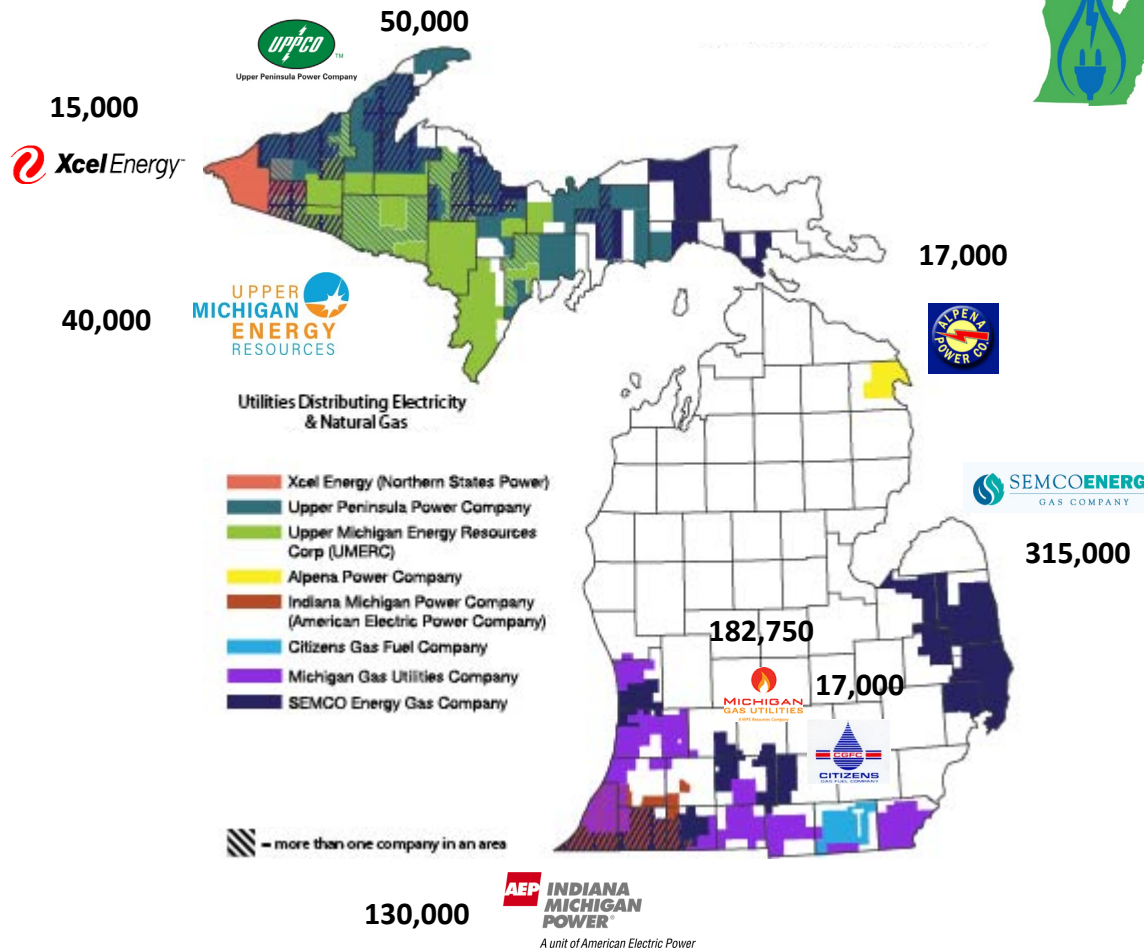 50,000
UPPCO
TM
Upper Peninsula Power Company
15,000
Xcel Energy
17,000
UPPER
MICHIGAN
ENERGY
RESOURCES
40,000
ALPENA
POWER CO.
Utilities Distributing Electricity
& Natural Gas
Xcel Energy (Northern States Power)
Upper Peninsula Power Company
Upper Michigan Energy Resources
Corp (UMERC)
Alpena Power Company
Indiana Michigan Power Company
(American Electric Power Company)
Citizens Gas Fuel Company
Michigan Gas Utilities Company
SEMCO Energy Gas Company
SEMCOENERG
GAS COMPANY
315,000
182,750
MICHIGAN
GAS UTILITIES
17,000
CGFC
CITIZENS
GAS FUEL COMPANY
= more than one company in an area
130,000
AEP INDIANA
MICHIGAN
POWER®
A unit of American Electric Power